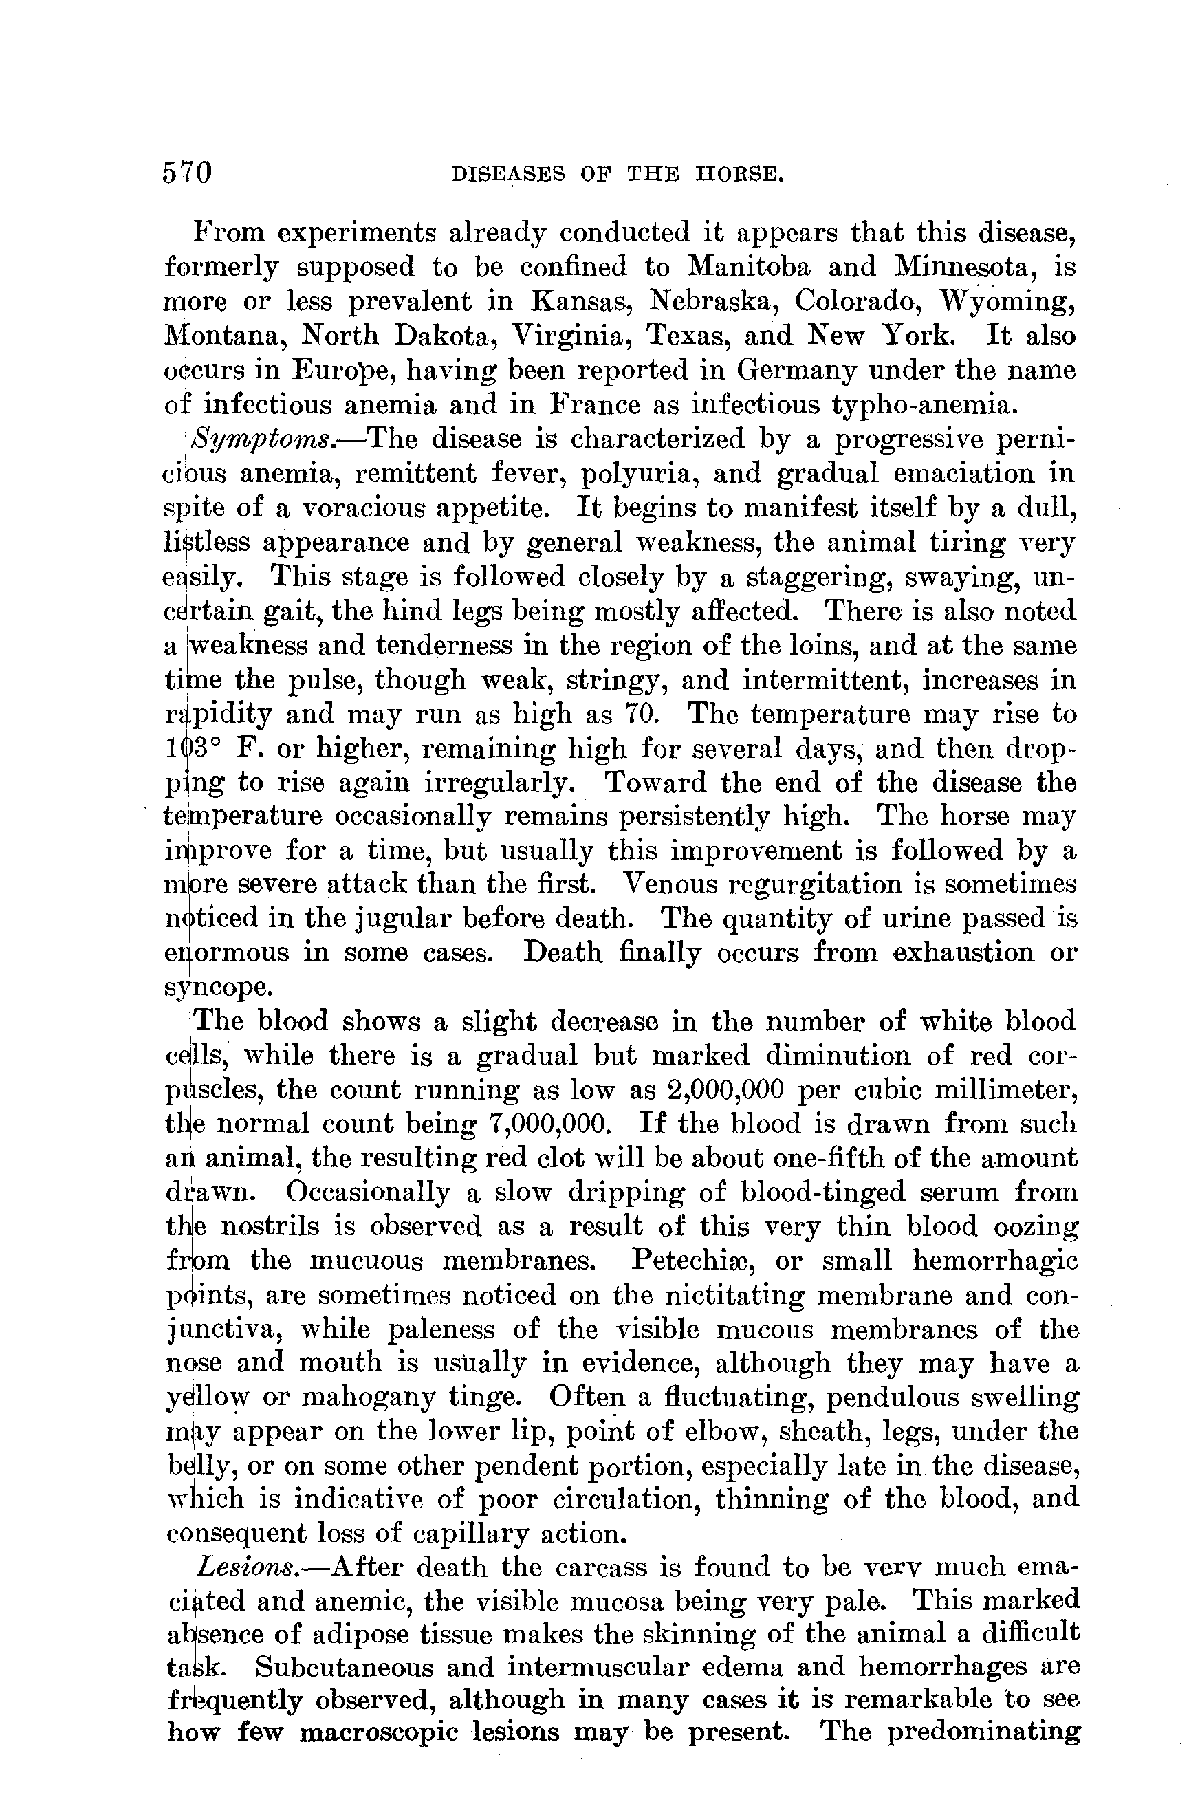 570 DISEASES OF THE HORSE.
From experiments already conducted it appears that this disease,
formerly supposed to be confined to Manitoba and Minnesota, is
more or less prevalent in Kansas, Nebraska, Colorado, Wyoming,
Montana, North Dakota, Virginia, Texas, and New York. It also
occurs in Europe, having been reported in Germany under the name
of infectious anemia and in France as infectious typho-anemia.
Symptoms.—The disease is characterized by a progressive perni-
cious anemia, remittent fever, polyuria, and gradual emaciation in
spite of a voracious appetite. It begins to manifest itself by a dull,
listless appearance and by general weakness, the animal tiring very
easily. This stage is followed closely by a staggering, swaying, un-
certain gait, the hind legs being mostly affected. There is also noted
a weakness and tenderness in the region of the loins, and at the same
time the pulse, though weak, stringy, and intermittent, increases in
rapidity and may run as high as 70. The temperature may rise to
103° F. or higher, remaining high for several days, and then drop-
ping to rise again irregularly. Toward the end of the disease the
temperature occasionally remains persistently high. The horse may
improve for a time, but usually this improvement is followed by a
more severe attack than the first. Venous regurgitation is sometimes
noticed in the jugular before death. The quantity of urine passed is
enormous in some cases. Death finally occurs from exhaustion or
syncope.
The blood shows a slight decrease in the number of white blood
cells, while there is a gradual but marked diminution of red cor-
puscles, the count running as low as 2,000,000 per cubic millimeter,
the normal count being 7,000,000. If the blood is drawn from such
an animal, the resulting red clot will be about one-fifth of the amount
drawn. Occasionally a slow dripping of blood-tinged serum from
the nostrils is observed as a result of this very thin blood oozing
from the mucuous membranes. Petechiæ, or small hemorrhagic
points, are sometimes noticed on the nictitating membrane and con-
junctiva, while paleness of the visible mucous membranes of the
nose and mouth is usually in evidence, although they may have a
yellow or mahogany tinge. Often a fluctuating, pendulous swelling
may appear on the lower lip, point of elbow, sheath, legs, under the
belly, or on some other pendent portion, especially late in the disease,
which is indicative of poor circulation, thinning of the blood, and
consequent loss of capillary action.
Lesions.—After death the carcass is found to be very much ema-
ciated and anemic, the visible mucosa being very pale. This marked
absence of adipose tissue makes the skinning of the animal a difficult
task. Subcutaneous and intermuscular edema and hemorrhages are
frequently observed, although in many cases it is remarkable to see
how few macroscopic lesions may be present. The predominating